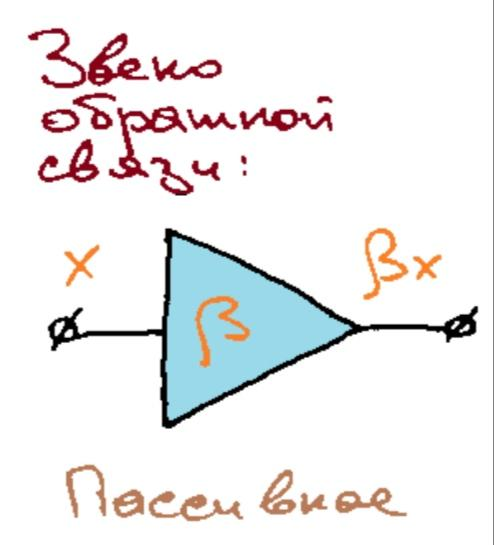 Звено
обратной
связи:
x
βx
β
Пассивное